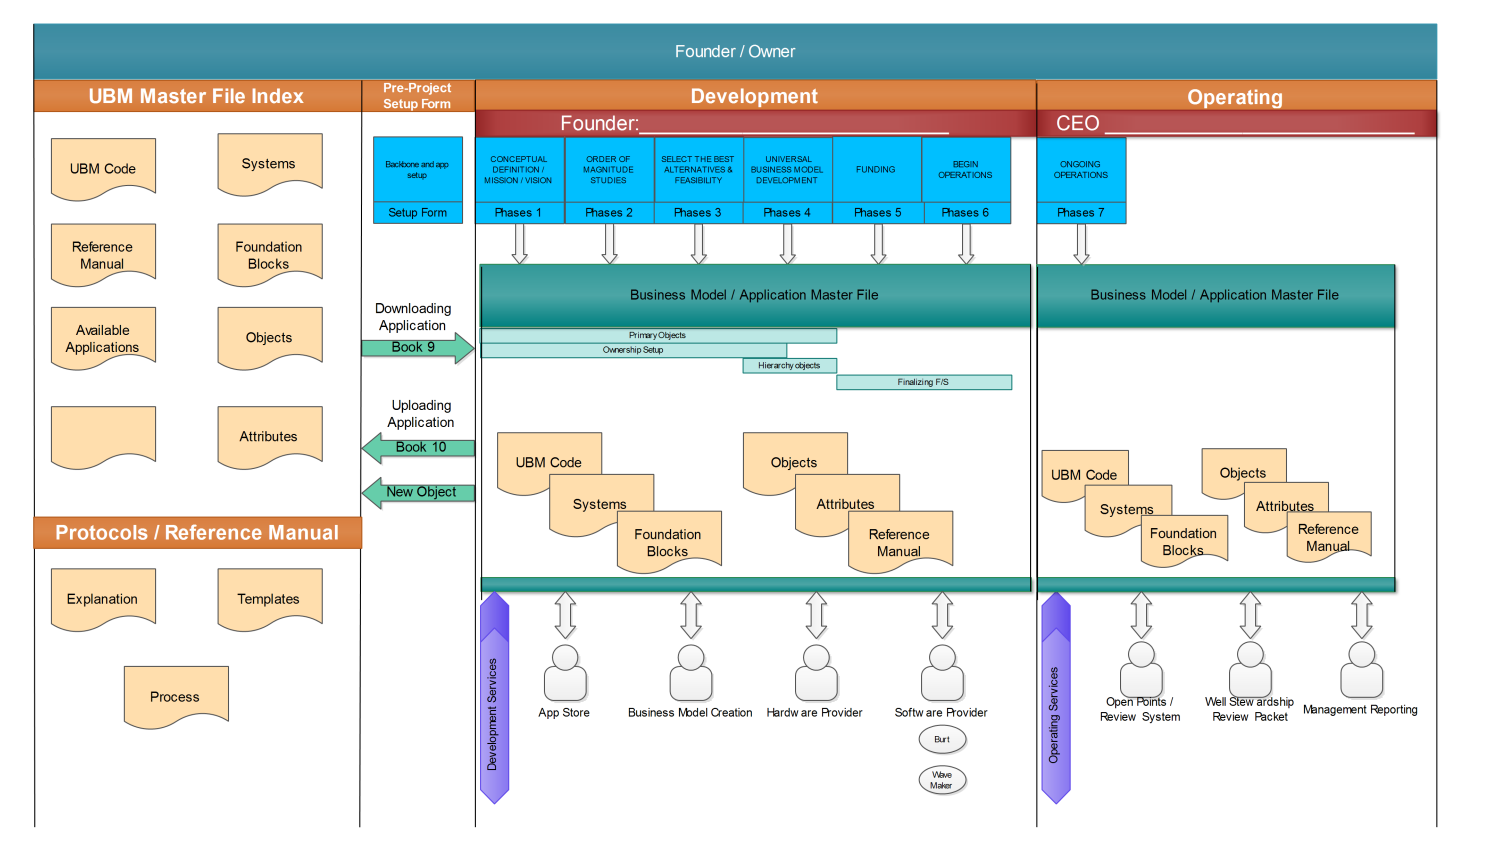 Founder / Owner
UBM Master File Index
Pre-Project
Setup Form
Development
Operating
Founder:
CEO
UBM Code
Systems
Reference
Manual
Foundation
Blocks
Available
Applications
Objects
Attributes
Protocols / Reference Manual
Explanation
Templates
Process
Backbone and app
setup
Setup Form
Downloading
Application
Book 9
Uploading
Application
Book 10
New Object
CONCEPTUAL
DEFINITION /
MISSION / VISION
Phases 1
ORDER OF
MAGNITUDE
STUDIES
Phases 2
SELECT THE BEST
ALTERNATIVES &
FEASIBILITY
Phases 3
UNIVERSAL
BUSINESS MODEL
DEVELOPMENT
Phases 4
FUNDING
Phases 5
BEGIN
OPERATIONS
Phases 6
ONGOING
OPERATIONS
Phases 7
Business Model / Application Master File
Primary Objects
Ownership Setup
Hierarchy objects
Finalizing F/S
UBM Code
Systems
Foundation
Blocks
Objects
Attributes
Reference
Manual
Development Services
App Store
Business Model Creation
Hardware Provider
Software Provider
Burt
Wave
Maker
Business Model / Application Master File
UBM Code
Systems
Foundation
Blocks
Objects
Attributes
Reference
Manual
Operating Services
Open Points /
Review System
Well Stewardship
Review Packet
Management Reporting